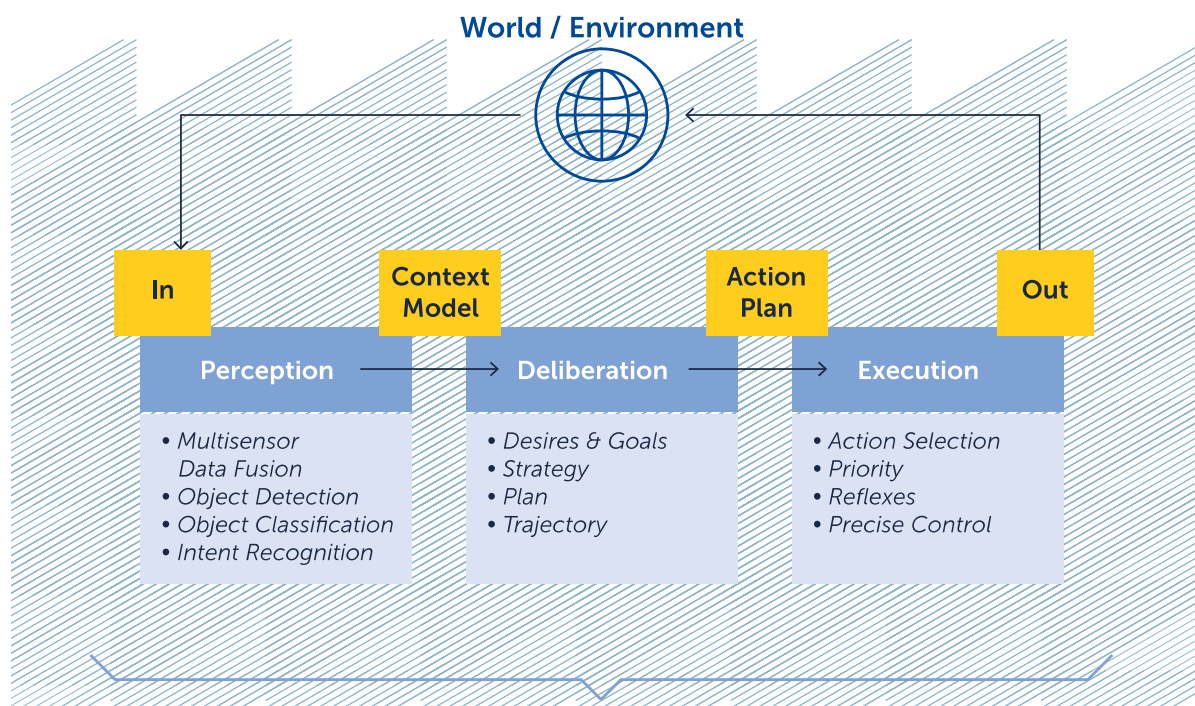 World / Environment
In
Context
Model
Action
Plan
Out
Perception
Deliberation
Execution
• Multisensor
Data Fusion
• Object Detection
• Object Classification
• Intent Recognition
• Desires & Goals
• Strategy
• Plan
• Trajectory
• Action Selection
• Priority
• Reflexes
• Precise Control